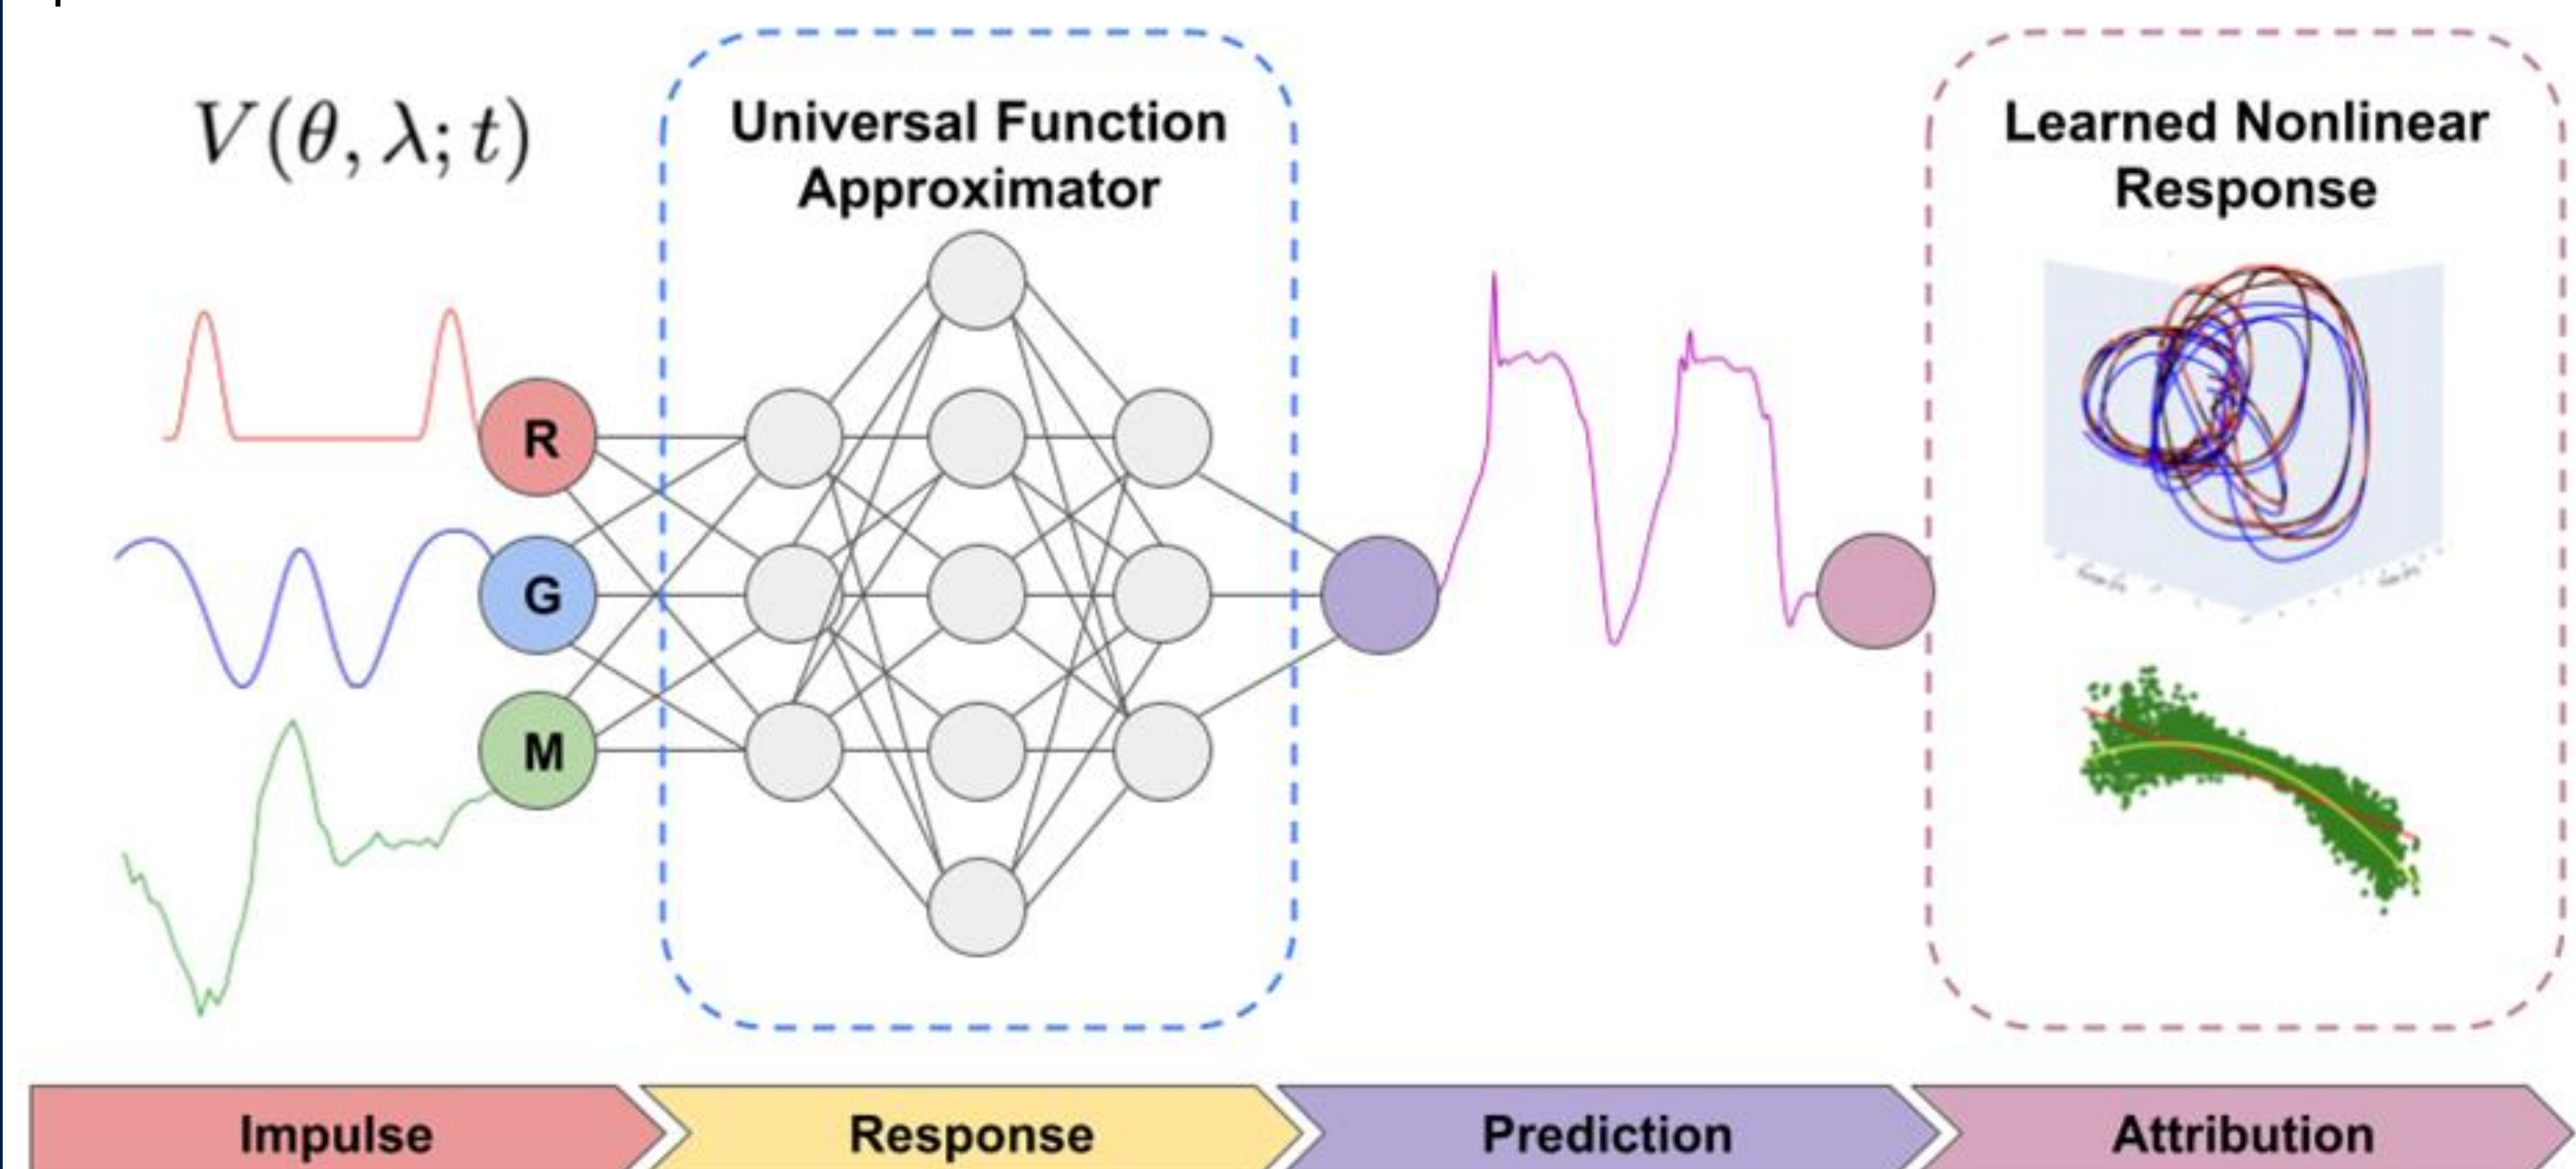 V(θ, λ; t)
Universal Function
Approximator
Learned Nonlinear
Response
R
G
M
Impulse
Response
Prediction
Attribution